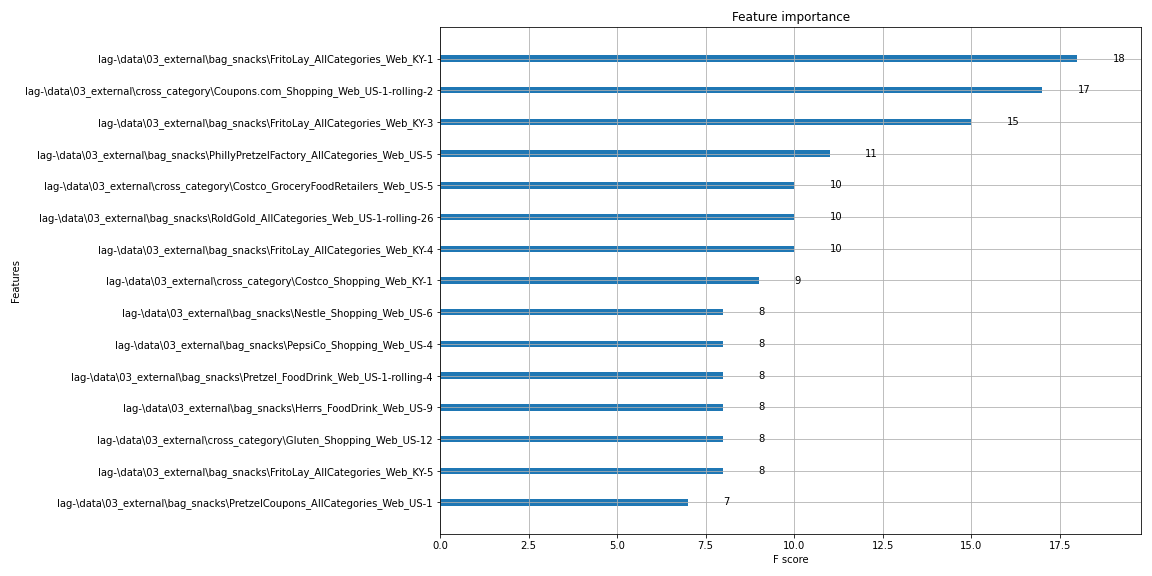 Feature importance
lag-\data\03_external\bag_snacks\FritoLay_AllCategories_Web_KY-1 18
lag-\data\03_external\cross_category\Coupons.com_Shopping_Web_US-1-rolling-2 17
lag-\data\03_external\bag_snacks\FritoLay_AllCategories_Web_KY-3 15
lag-\data\03_external\bag_snacks\PhillyPretzelFactory_AllCategories_Web_US-5 11
lag-\data\03_external\cross_category\Costco_GroceryFoodRetailers_Web_US-5 10
lag-\data\03_external\bag_snacks\RoldGold_AllCategories_Web_US-1-rolling-26 10
lag-\data\03_external\bag_snacks\FritoLay_AllCategories_Web_KY-4 10
lag-\data\03_external\cross_category\Costco_Shopping_Web_KY-1 9
lag-\data\03_external\bag_snacks\Nestle_Shopping_Web_US-6 8
lag-\data\03_external\bag_snacks\PepsiCo_Shopping_Web_US-4 8
lag-\data\03_external\bag_snacks\Pretzel_FoodDrink_Web_US-1-rolling-4 8
lag-\data\03_external\bag_snacks\Herrs_FoodDrink_Web_US-9 8
lag-\data\03_external\cross_category\Gluten_Shopping_Web_US-12 8
lag-\data\03_external\bag_snacks\FritoLay_AllCategories_Web_KY-5 8
lag-\data\03_external\bag_snacks\PretzelCoupons_AllCategories_Web_US-1 7
Features
0.0 2.5 5.0 7.5 10.0 12.5 15.0 17.5
F score